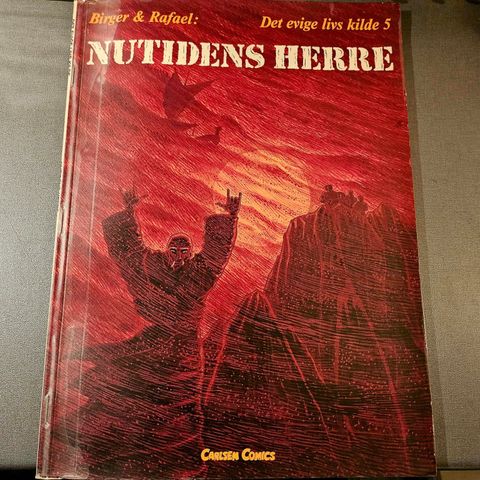 Birger & Rafael: Det evige livs kilde 5
NUTIDENS HERRE
CARLSEN COMICS